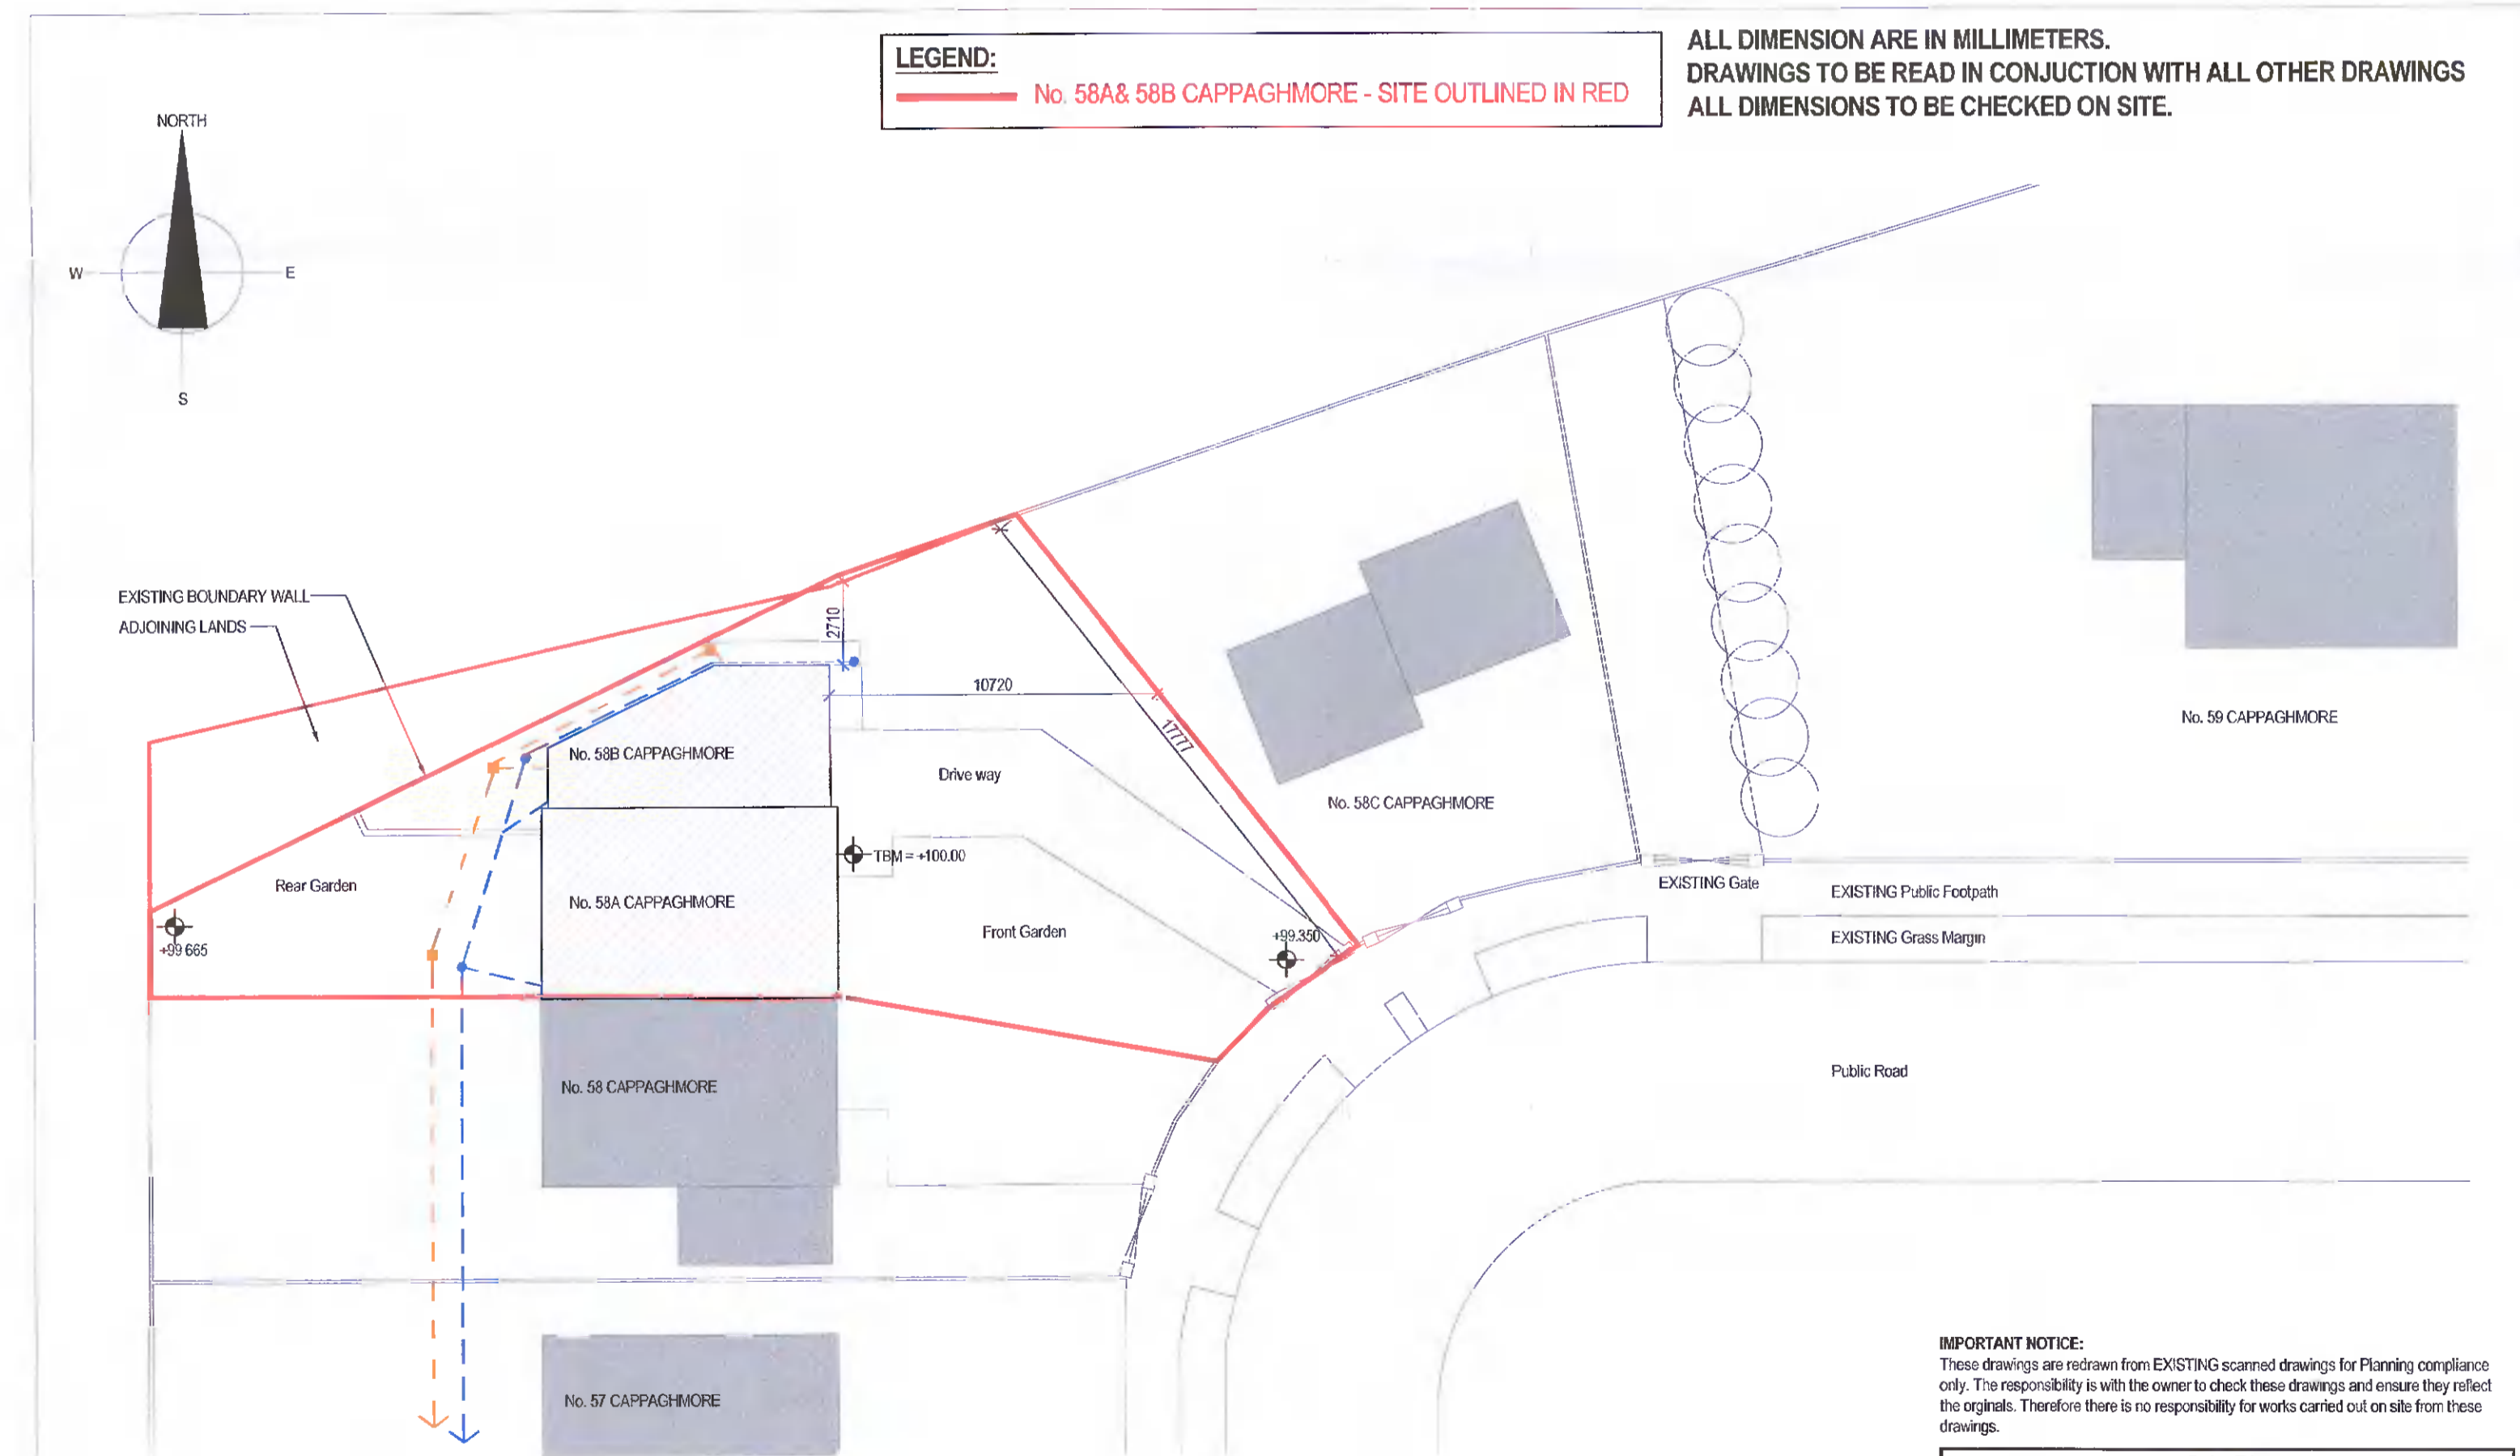 LEGEND:
No. 58A& 58B CAPPAGHMORE - SITE OUTLINED IN RED
ALL DIMENSION ARE IN MILLIMETERS.
DRAWINGS TO BE READ IN CONJUCTION WITH ALL OTHER DRAWINGS
ALL DIMENSIONS TO BE CHECKED ON SITE.
NORTH
W
E
S
EXISTING BOUNDARY WALL
ADJOINING LANDS
2710
10720
17777
No. 58B CAPPAGHMORE
Drive way
No. 58C CAPPAGHMORE
No. 59 CAPPAGHMORE
TBM = +100.00
Rear Garden
No. 58A CAPPAGHMORE
Front Garden
+99.350
+99 665
EXISTING Gate
EXISTING Public Footpath
EXISTING Grass Margin
Public Road
No. 58 CAPPAGHMORE
No. 57 CAPPAGHMORE
IMPORTANT NOTICE:
These drawings are redrawn from EXISTING scanned drawings for Planning compliance
only. The responsibility is with the owner to check these drawings and ensure they reflect
the orginals. Therefore there is no responsibility for works carried out on site from these
drawings.